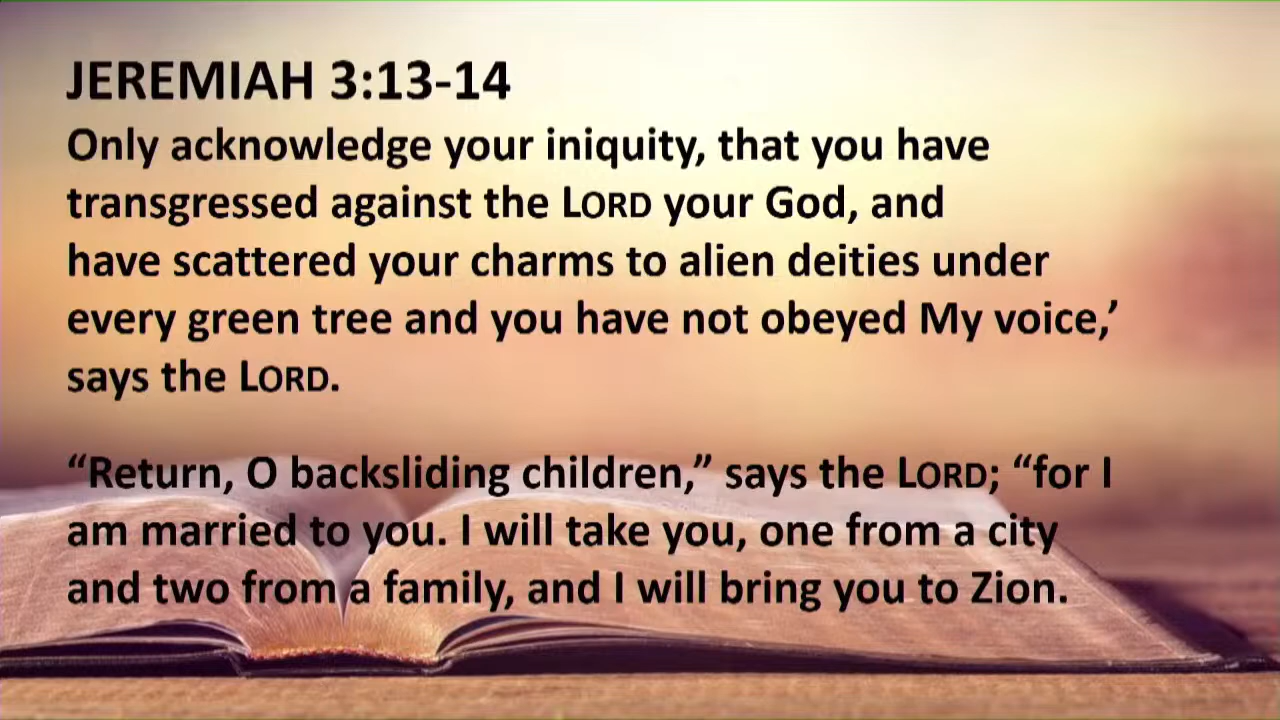 JEREMIAH 3:13-14
Only acknowledge your iniquity, that you have
transgressed against the LORD your God, and
have scattered your charms to alien deities under
every green tree and you have not obeyed My voice,’
says the LORD.
“Return, O backsliding children,” says the LORD; “for I
am married to you. I will take you, one from a city
and two from a family, and I will bring you to Zion.